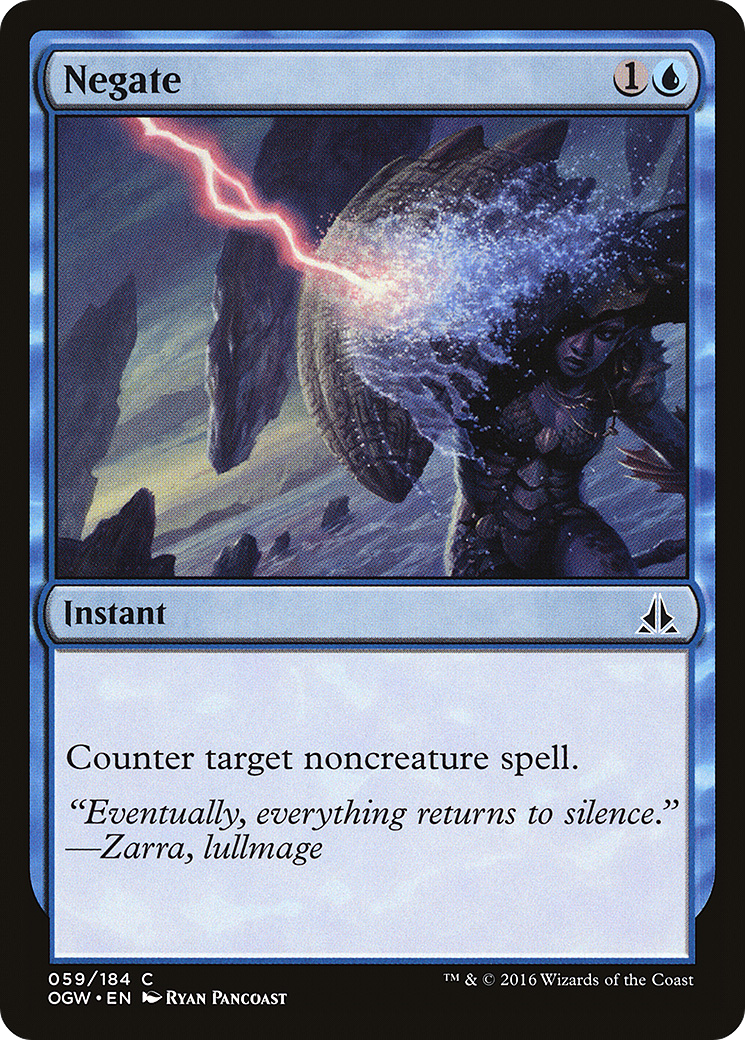 Negate 1
Instant
Counter target noncreature spell.
“Eventually, everything returns to silence.”
—Zarra, lullmage
059/184 C
OGW • EN Ryan Pancoast
™ & © 2016 Wizards of the Coast